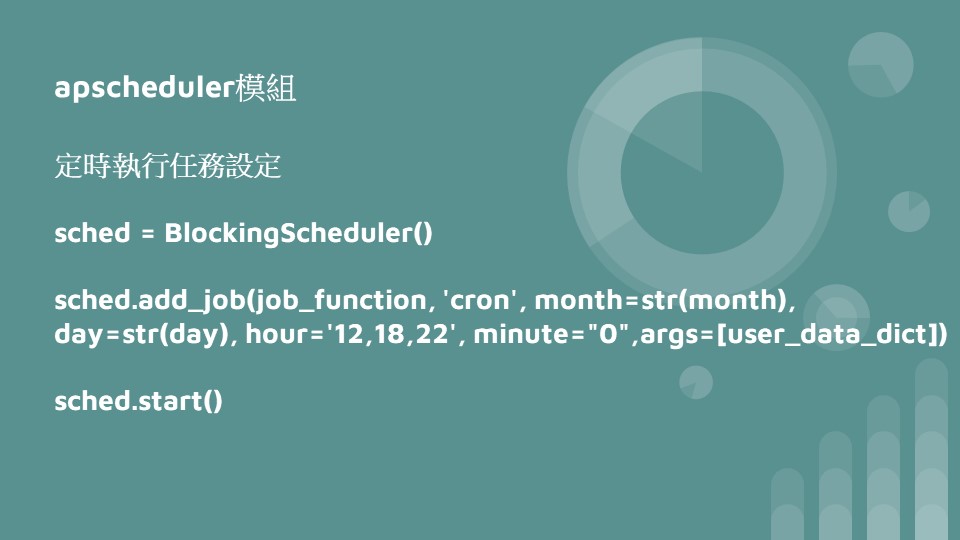 apscheduler模組
定時執行任務設定
sched = BlockingScheduler()
sched.add_job(job_function, 'cron', month=str(month),
day=str(day), hour='12,18,22', minute="0",args=[user_data_dict])
sched.start()